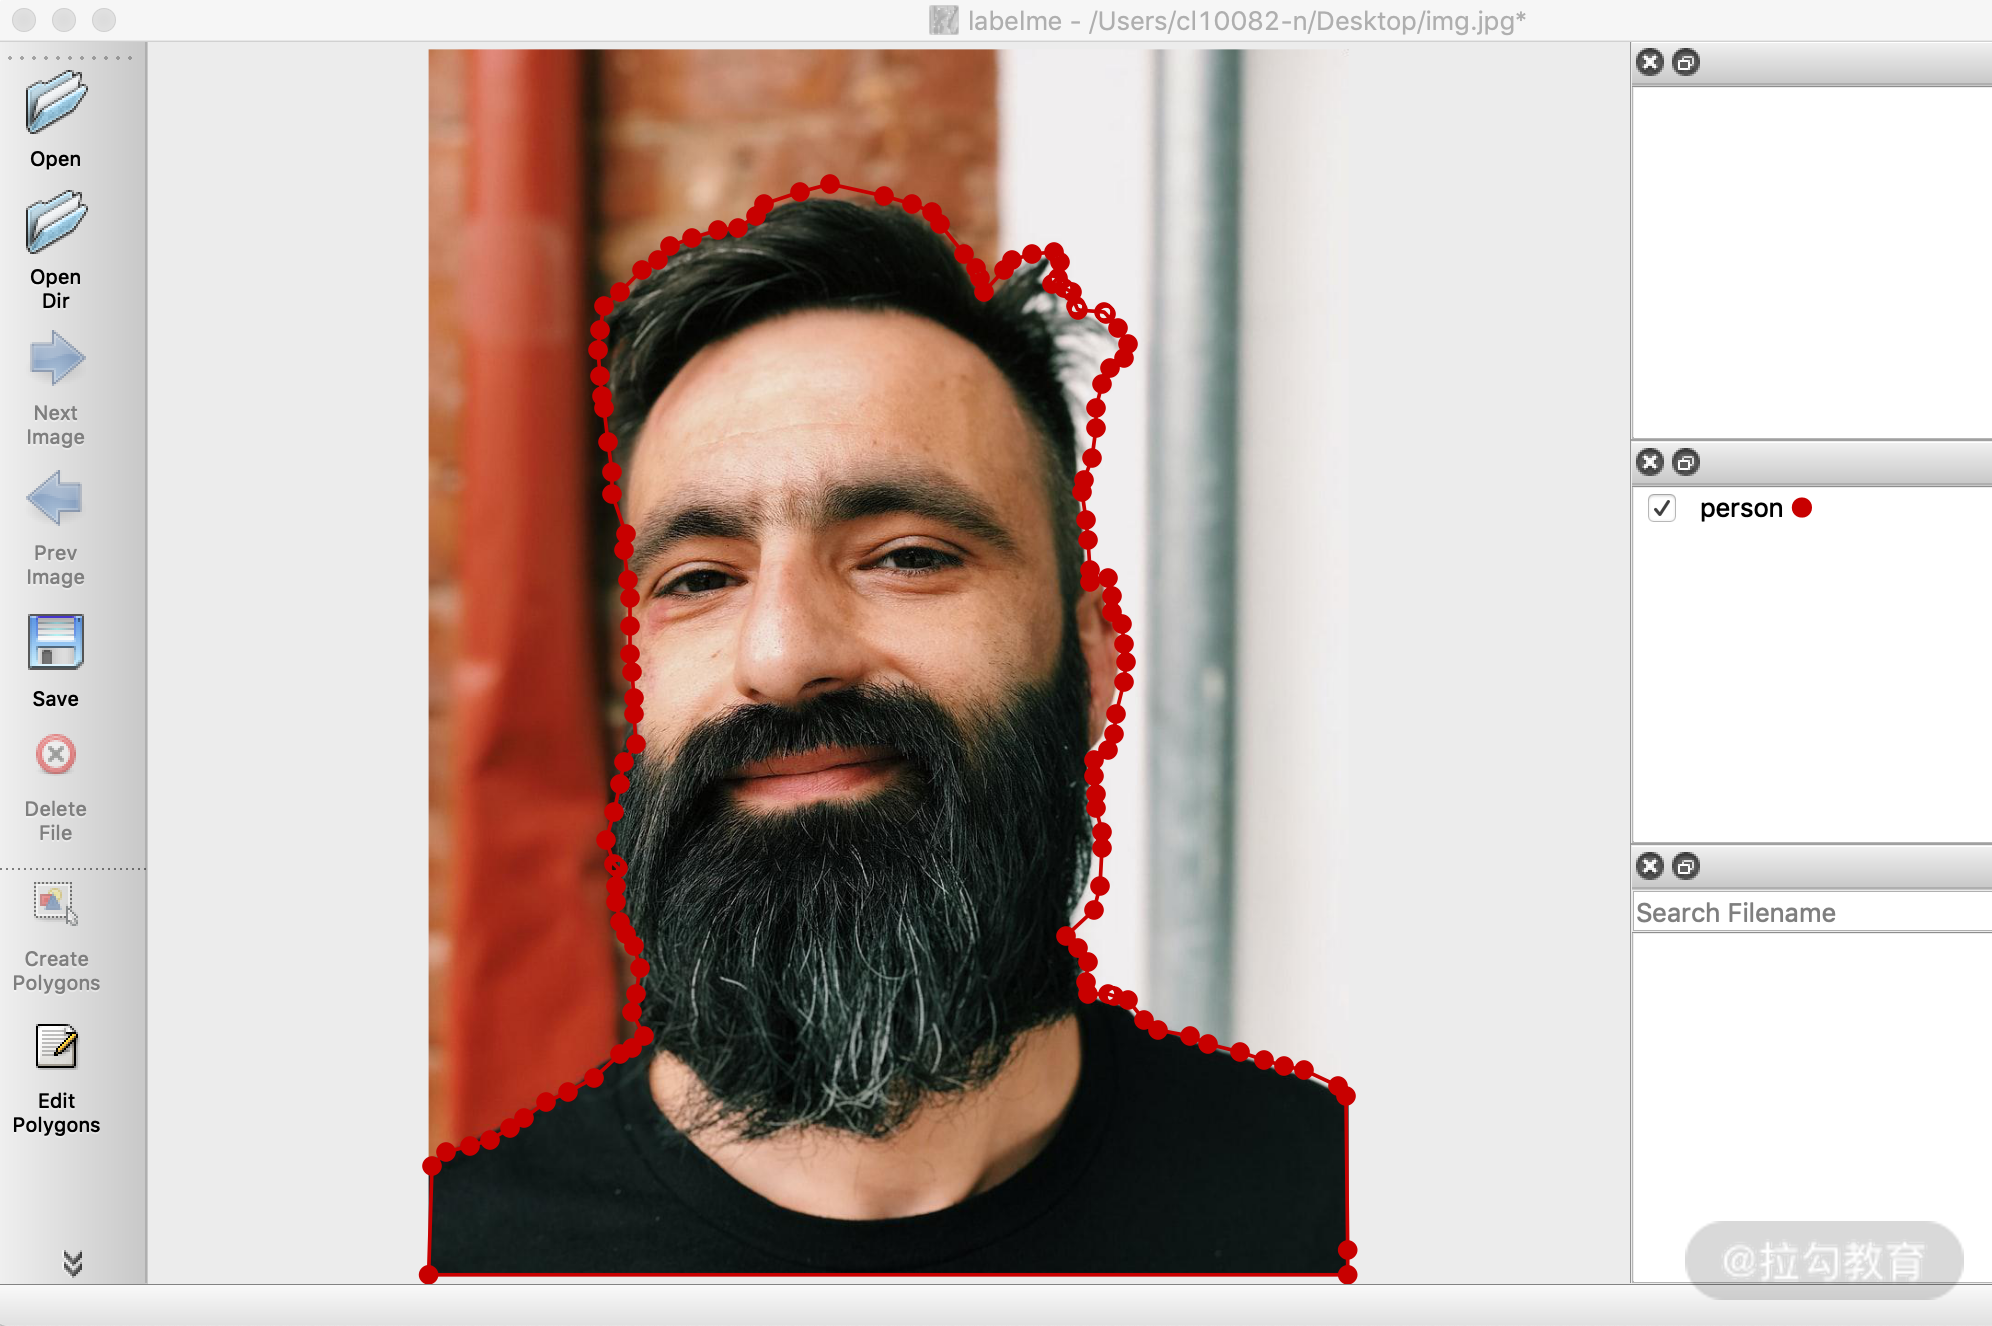 labelme - /Users/cl10082-n/Desktop/img.jpg*
Open
Open
Dir
Next
Image
Prev
Image
Save
Delete
File
Create
Polygons
Edit
Polygons
person
Search Filename
@拉勾教育